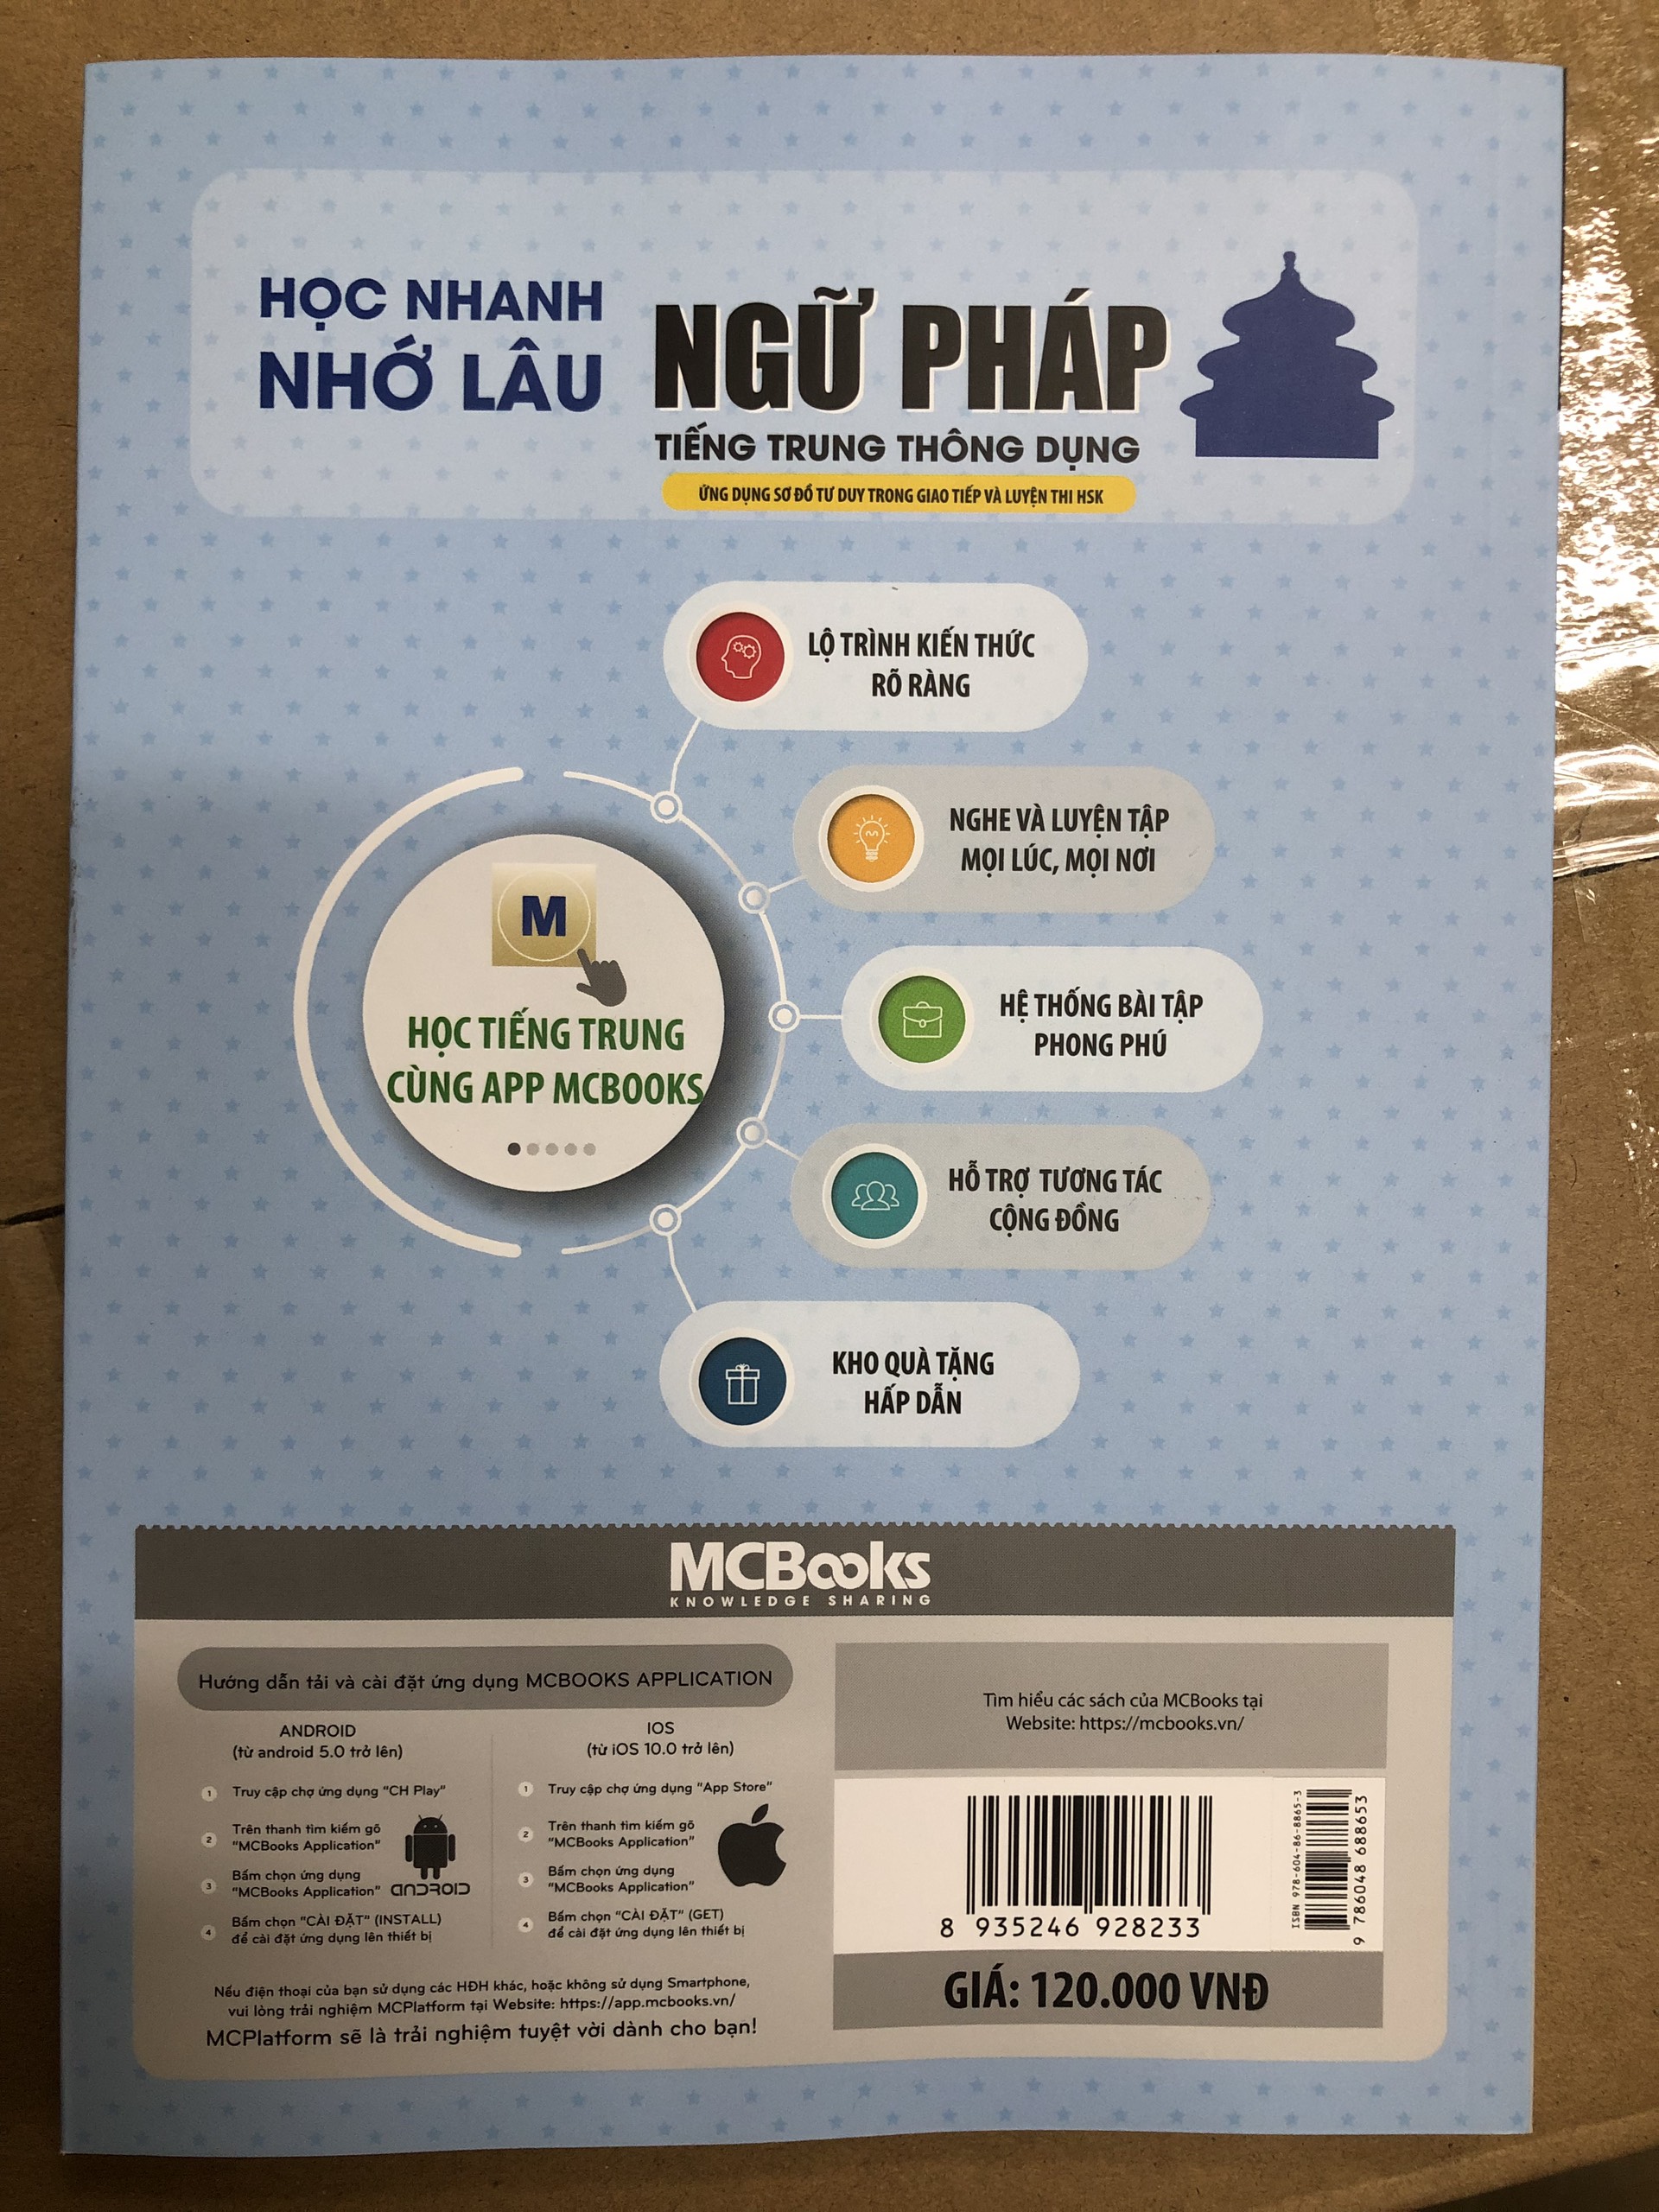 HỌC NHANH
NHỚ LÂU
NGỮ PHÁP
TIẾNG TRUNG THÔNG DỤNG
ỨNG DỤNG SƠ ĐỒ TƯ DUY TRONG GIAO TIẾP VÀ LUYỆN THI HSK
LỘ TRÌNH KIẾN THỨC
RÕ RÀNG
NGHE VÀ LUYỆN TẬP
MỌI LÚC, MỌI NƠI
M
HỌC TIẾNG TRUNG
CÙNG APP MCBOOKS
HỆ THỐNG BÀI TẬP
PHONG PHÚ
HỖ TRỢ TƯƠNG TÁC
CỘNG ĐỒNG
KHO QUÀ TẶNG
HẤP DẪN
MCBooks
KNOWLEDGE SHARING
Hướng dẫn tải và cài đặt ứng dụng MCBOOKS APPLICATION
ANDROID
(từ android 5.0 trở lên)
1 Truy cập chợ ứng dụng "CH Play"
2 Trên thanh tìm kiếm gõ
"MCBooks Application"
3 Bấm chọn ứng dụng
"MCBooks Application"
ANDROID
4 Bấm chọn "CÀI ĐẶT" (INSTALL)
để cài đặt ứng dụng lên thiết bị
IOS
(từ iOS 10.0 trở lên)
1 Truy cập chợ ứng dụng "App Store"
2 Trên thanh tìm kiếm gõ
"MCBooks Application"
3 Bấm chọn ứng dụng
"MCBooks Application"
4 Bấm chọn "CÀI ĐẶT" (GET)
để cài đặt ứng dụng lên thiết bị
Nếu điện thoại của bạn sử dụng các HĐH khác, hoặc không sử dụng Smartphone,
vui lòng trải nghiệm MCPlatform tại Website: https://app.mcbooks.vn/
MCPlatform sẽ là trải nghiệm tuyệt vời dành cho bạn!
Tìm hiểu các sách của MCBooks tại
Website: https://mcbooks.vn/
8 935246 928233
ISBN 978-604-86-8865-3
9 786048 688653
GIÁ: 120.000 VNĐ